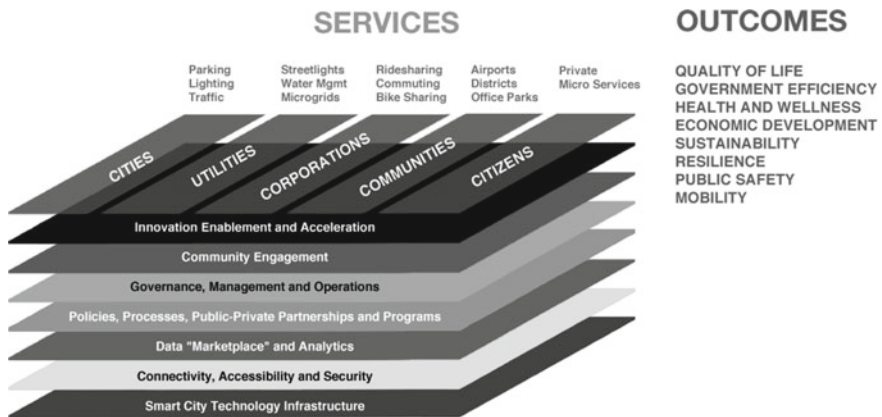 SERVICES
Parking
Lighting
Traffic
Streetlights
Water Mgmt
Microgrids
Ridesharing
Commuting
Bike Sharing
Airports
Districts
Office Parks
Private
Micro Services
CITIES
UTILITIES
CORPORATIONS
COMMUNITIES
CITIZENS
Innovation Enablement and Acceleration
Community Engagement
Governance, Management and Operations
Policies, Processes, Public-Private Partnerships and Programs
Data "Marketplace" and Analytics
Connectivity, Accessibility and Security
Smart City Technology Infrastructure
OUTCOMES
QUALITY OF LIFE
GOVERNMENT EFFICIENCY
HEALTH AND WELLNESS
ECONOMIC DEVELOPMENT
SUSTAINABILITY
RESILIENCE
PUBLIC SAFETY
MOBILITY